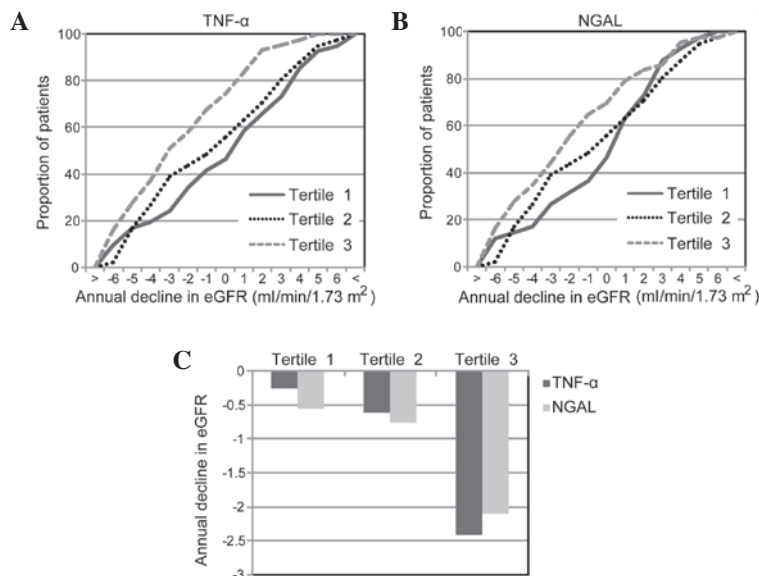 A
TNF-α
Proportion of patients
100
80
60
40
20
0
Tertile 1
Tertile 2
Tertile 3
> -6 -5 -4 -3 -2 -1 0 1 2 3 4 5 6 <
Annual decline in eGFR (ml/min/1.73 m²)
B
NGAL
Proportion of patients
100
80
60
40
20
0
Tertile 1
Tertile 2
Tertile 3
> -6 -5 -4 -3 -2 -1 0 1 2 3 4 5 6 <
Annual decline in eGFR (ml/min/1.73 m²)
C
Tertile 1 Tertile 2 Tertile 3
Annual decline in eGFR
0
-0.5
-1
-1.5
-2
-2.5
-3
TNF-α
NGAL